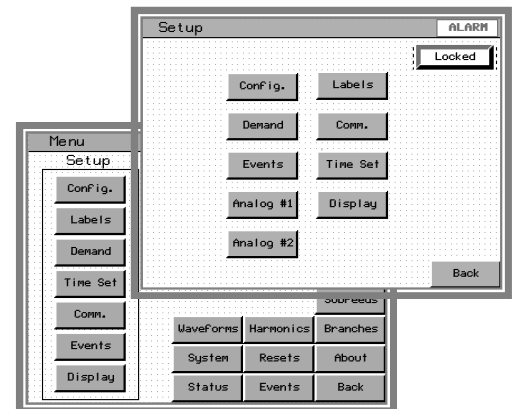 Setup ALARM
Locked
Config. Labels
Demand Comm.
Events Time Set
Analog #1 Display
Analog #2
Back
Menu
Setup
Config.
Labels
Demand
Time Set
Comm.
Events
Display
Subfeeds
Waveforms Harmonics Branches
System Resets About
Status Events Back